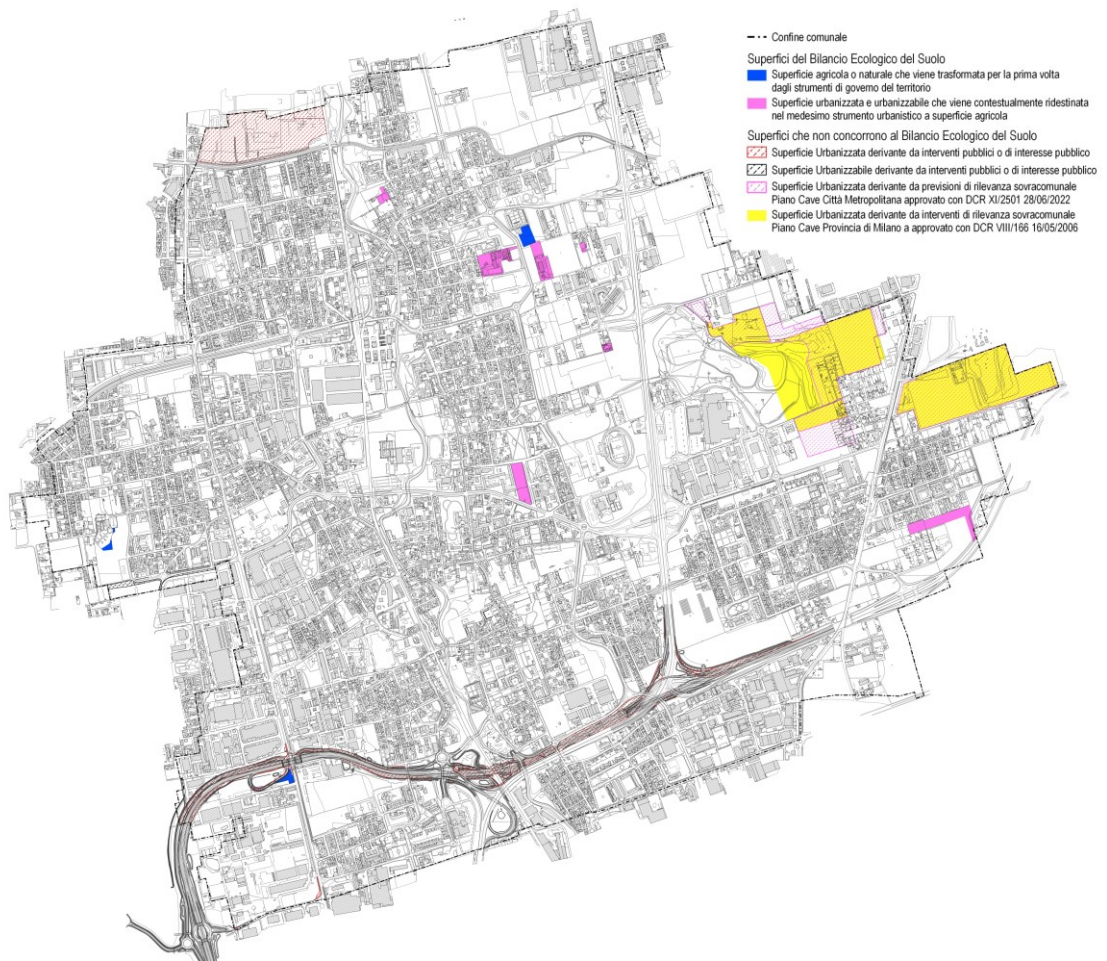 Confine comunale
Superfici del Bilancio Ecologico del Suolo
Superficie agricola o naturale che viene trasformata per la prima volta
dagli strumenti di governo del territorio
Superficie urbanizzata e urbanizzabile che viene contestualmente ridestinata
nel medesimo strumento urbanistico a superficie agricola
Superfici che non concorrono al Bilancio Ecologico del Suolo
Superficie Urbanizzata derivante da interventi pubblici o di interesse pubblico
Superficie Urbanizzabile derivante da interventi pubblici o di interesse pubblico
Superficie Urbanizzata derivante da previsioni di rilevanza sovracomunale
Piano Cave Città Metropolitana approvato con DCR XI/2501 28/06/2022
Superficie Urbanizzata derivante da interventi di rilevanza sovracomunale
Piano Cave Provincia di Milano a approvato con DCR VIII/166 16/05/2006